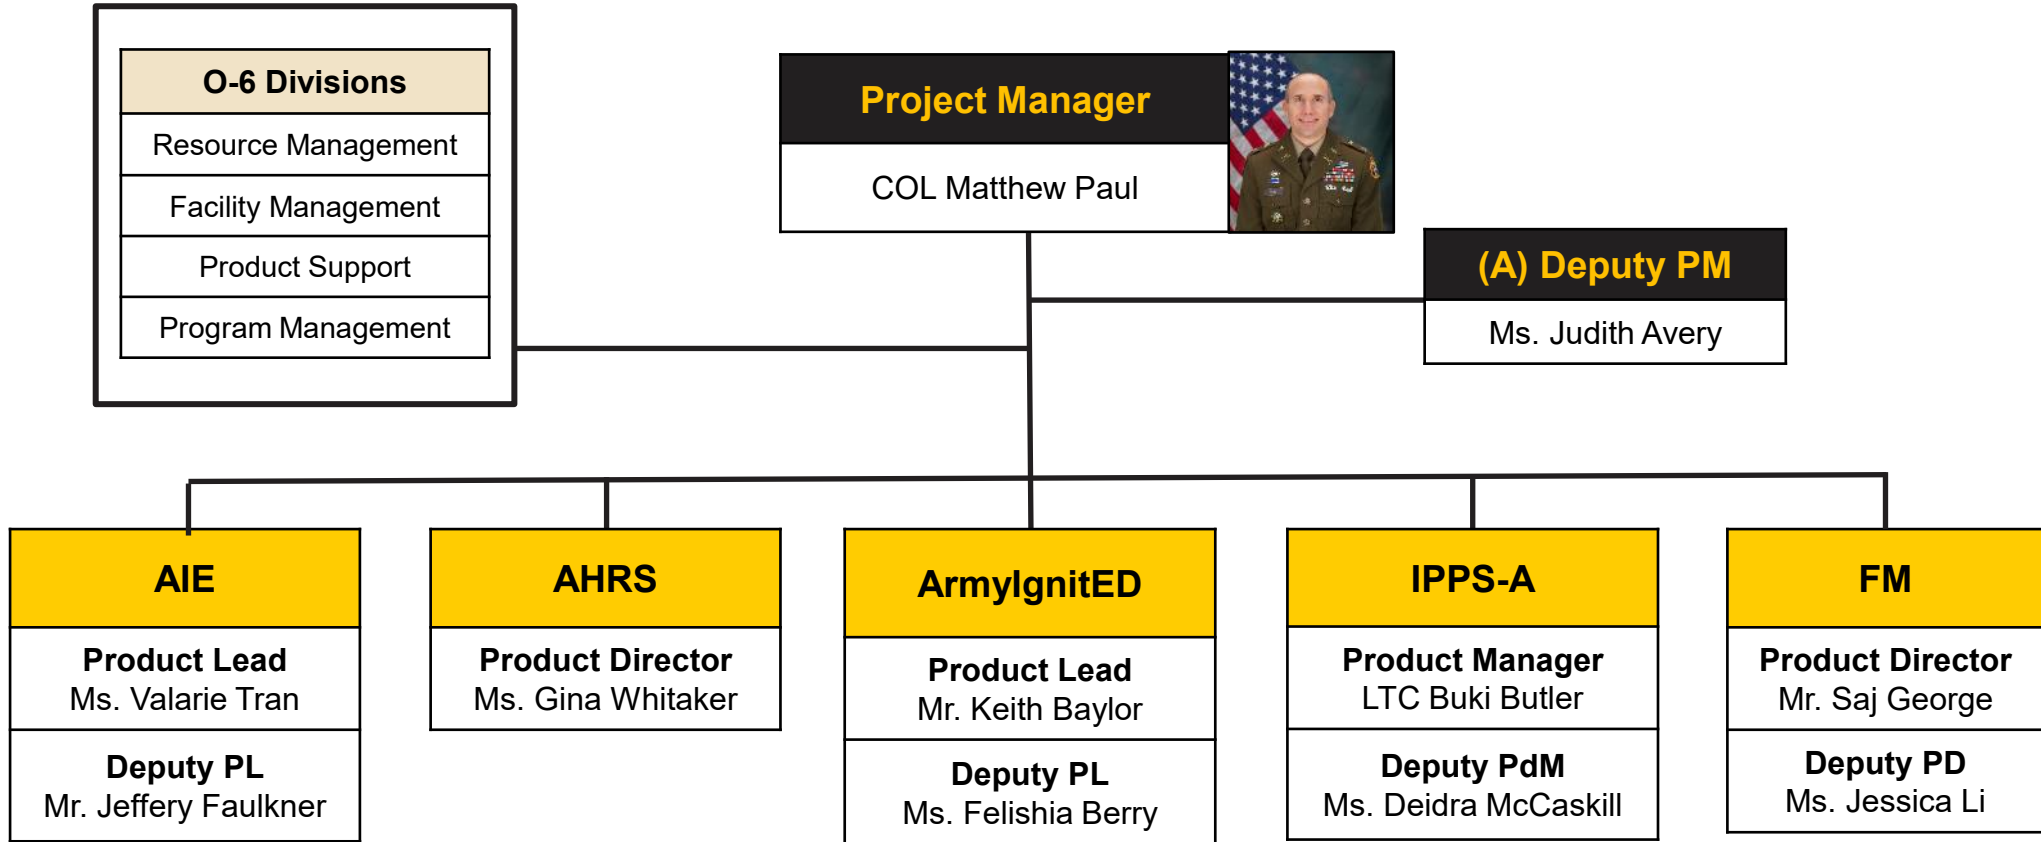 O-6 Divisions
Resource Management
Facility Management
Product Support
Program Management
Project Manager
COL Matthew Paul
(A) Deputy PM
Ms. Judith Avery
AIE
Product Lead
Ms. Valarie Tran
Deputy PL
Mr. Jeffery Faulkner
AHRS
Product Director
Ms. Gina Whitaker
ArmyIgnitED
Product Lead
Mr. Keith Baylor
Deputy PL
Ms. Felishia Berry
IPPS-A
Product Manager
LTC Buki Butler
Deputy PdM
Ms. Deidra McCaskill
FM
Product Director
Mr. Saj George
Deputy PD
Ms. Jessica Li